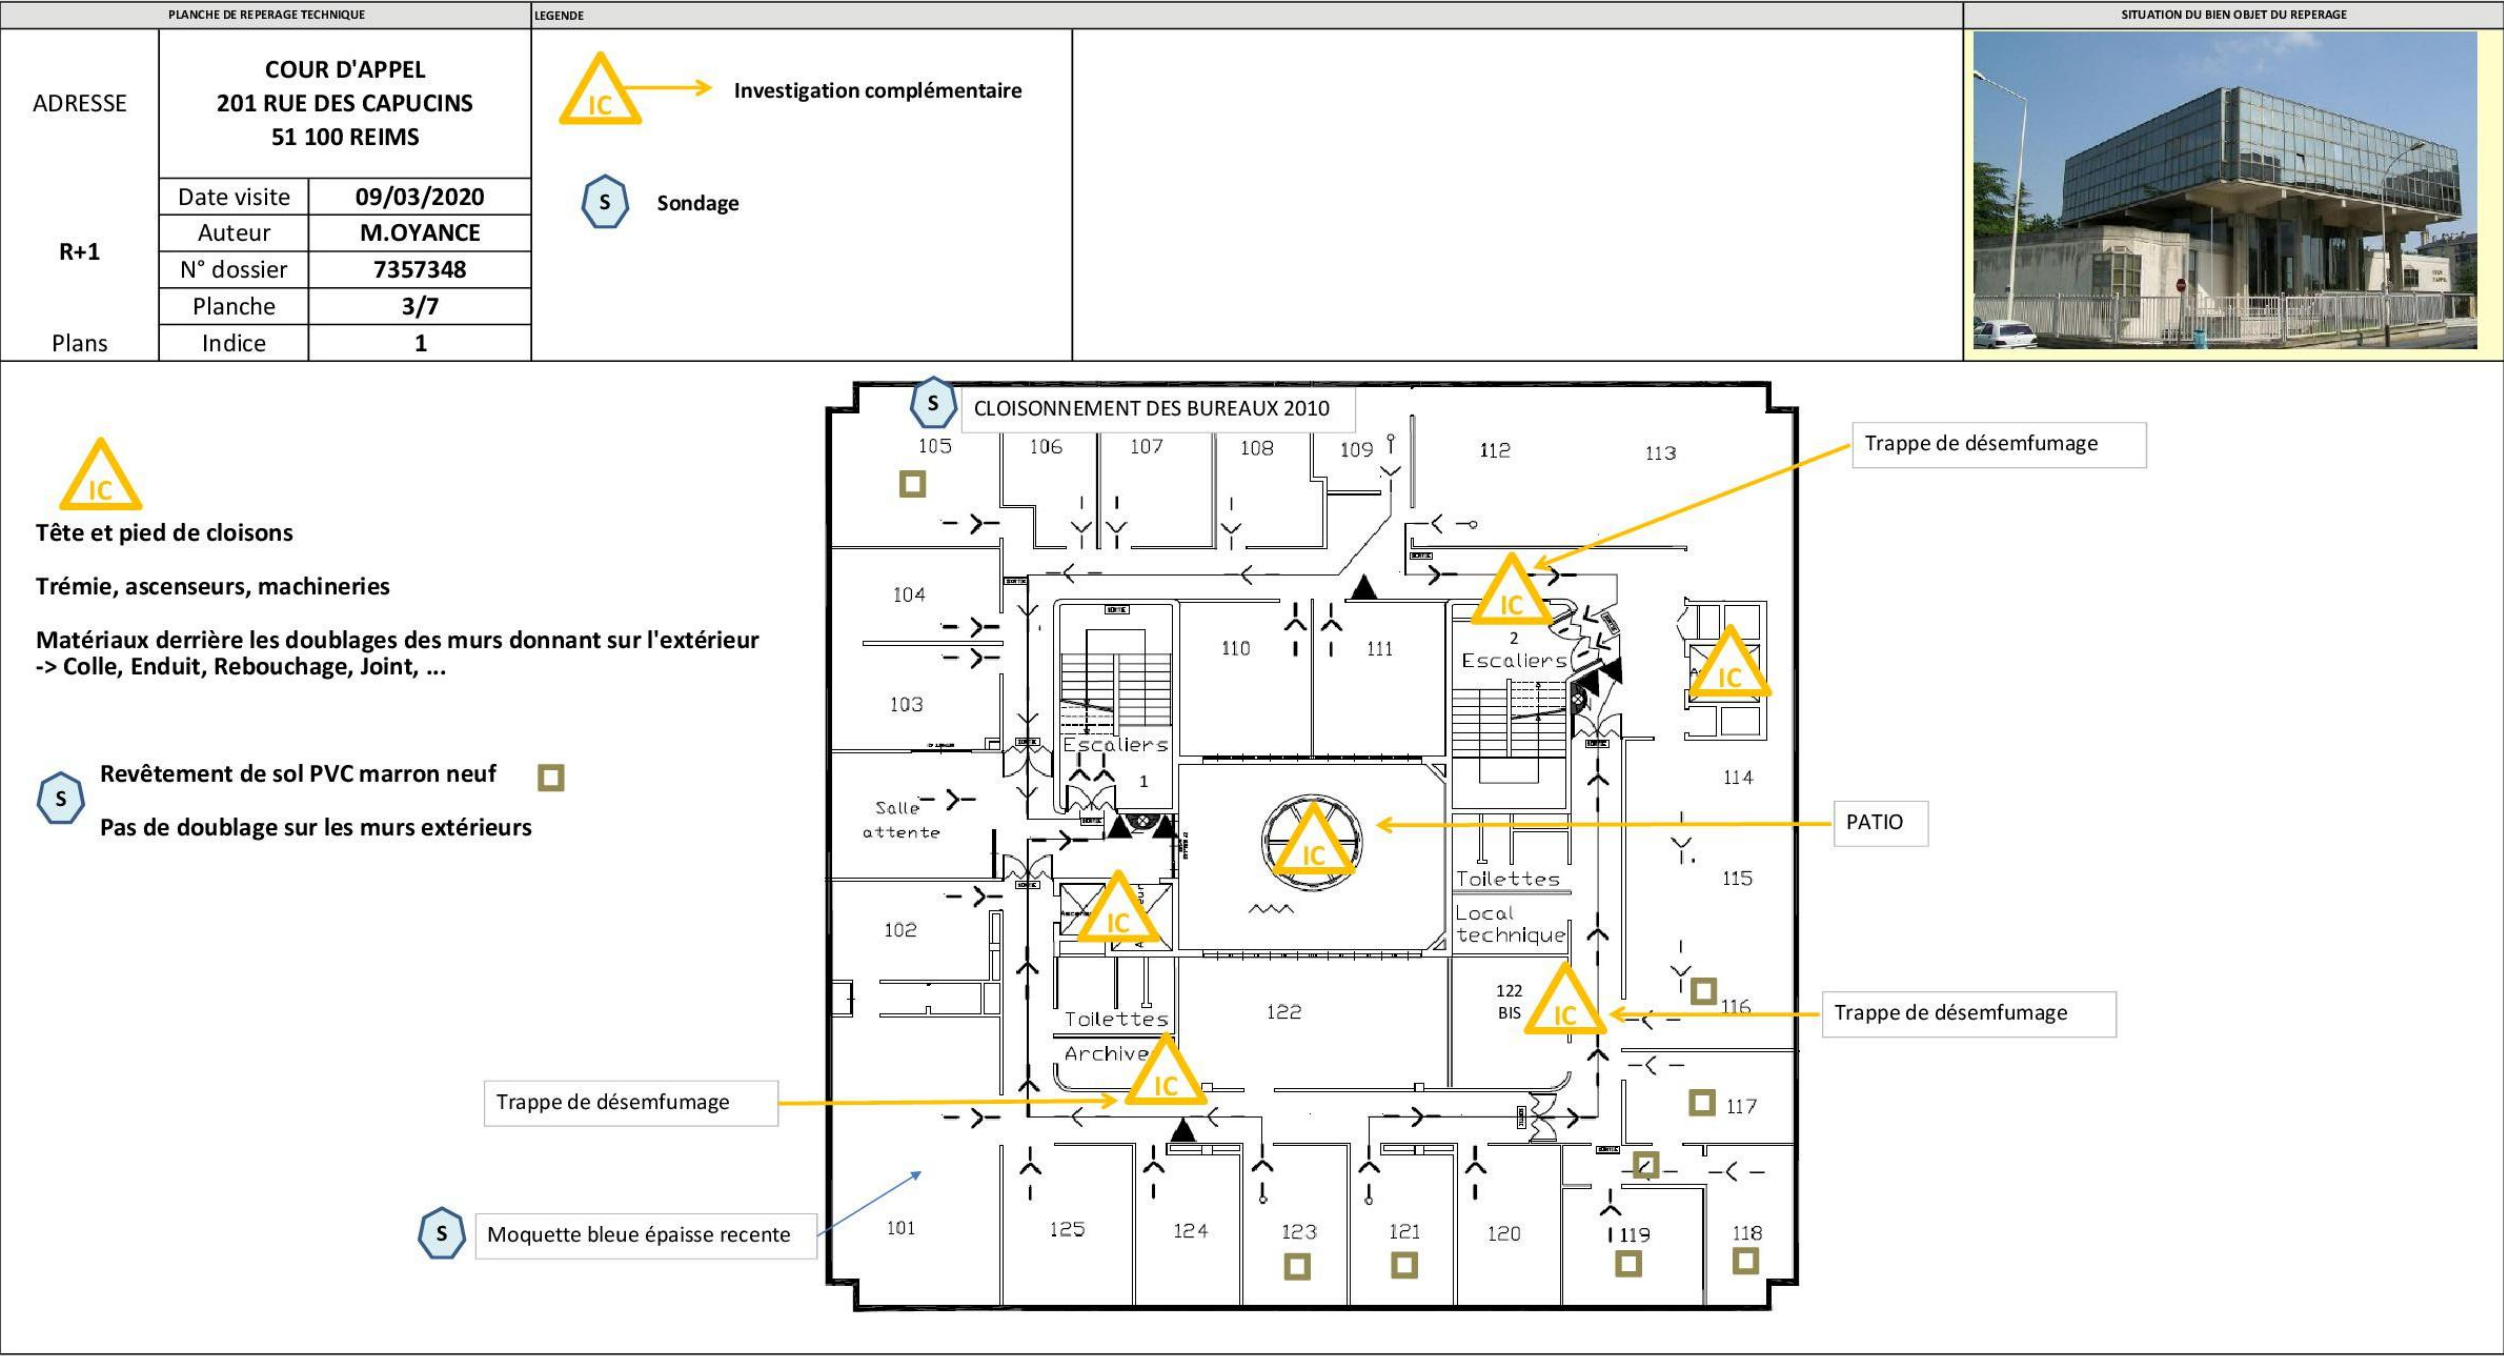 PLANCHE DE REPERAGE TECHNIQUE
LEGENDE
SITUATION DU BIEN OBJET DU REPERAGE
ADRESSE
COUR D'APPEL
201 RUE DES CAPUCINS
51 100 REIMS
R+1
Date visite 09/03/2020
Auteur M.OYANCE
N° dossier 7357348
Planche 3/7
Plans
Indice 1
IC Investigation complémentaire
S Sondage
S CLOISONNEMENT DES BUREAUX 2010
IC
Tête et pied de cloisons
Trémie, ascenseurs, machineries
Matériaux derrière les doublages des murs donnant sur l'extérieur
-> Colle, Enduit, Rebouchage, Joint, ...
S
Revêtement de sol PVC marron neuf
Pas de doublage sur les murs extérieurs
105
106
107
108
109
112
113
Trappe de désemfumage
104
110
111
IC
2
Escaliers
IC
103
Escaliers
1
114
Salle
attente
IC
PATIO
Toilettes
115
102
IC
Local
technique
122
122
BIS
IC
116
Trappe de désemfumage
Toilettes
Archive
IC
Trappe de désemfumage
117
S Moquette bleue épaisse recente
101
125
124
123
121
120
119
118